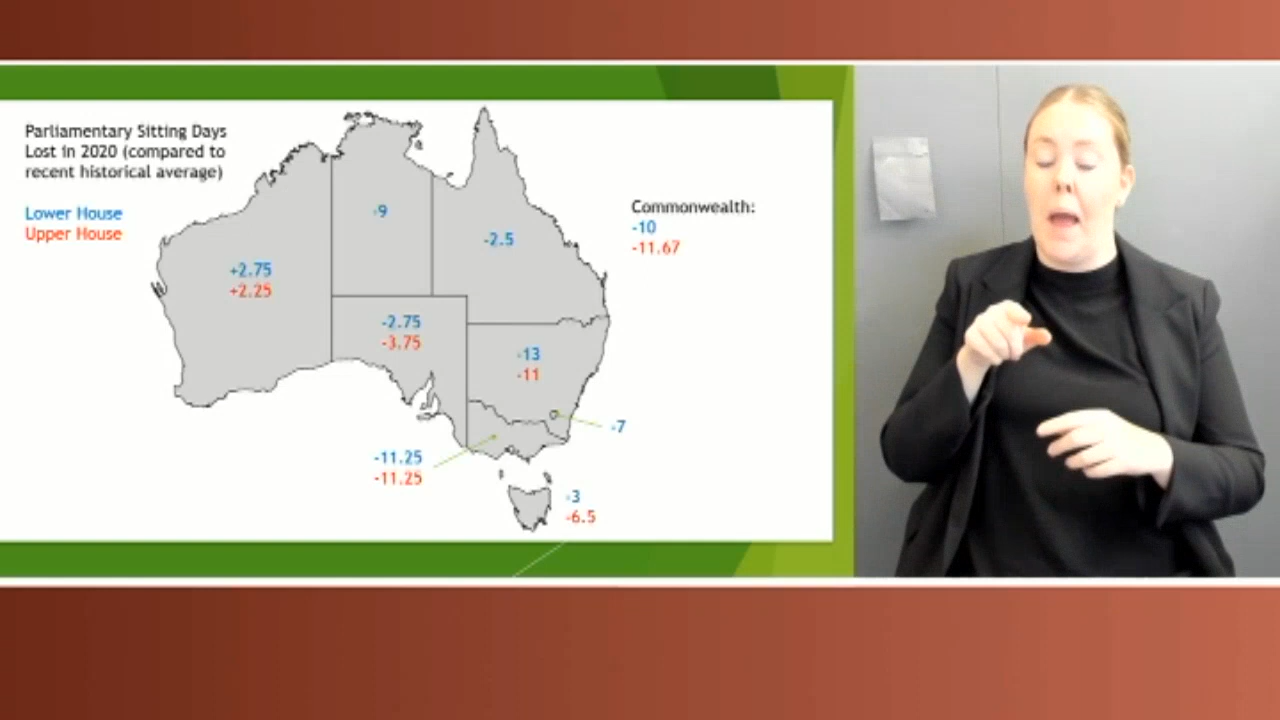 Parliamentary Sitting Days
Lost in 2020 (compared to
recent historical average)
Lower House
Upper House
-9
-2.5
Commonwealth:
-10
-11.67
+2.75
+2.25
-2.75
-3.75
-13
-11
-7
-11.25
-11.25
-3
-6.5